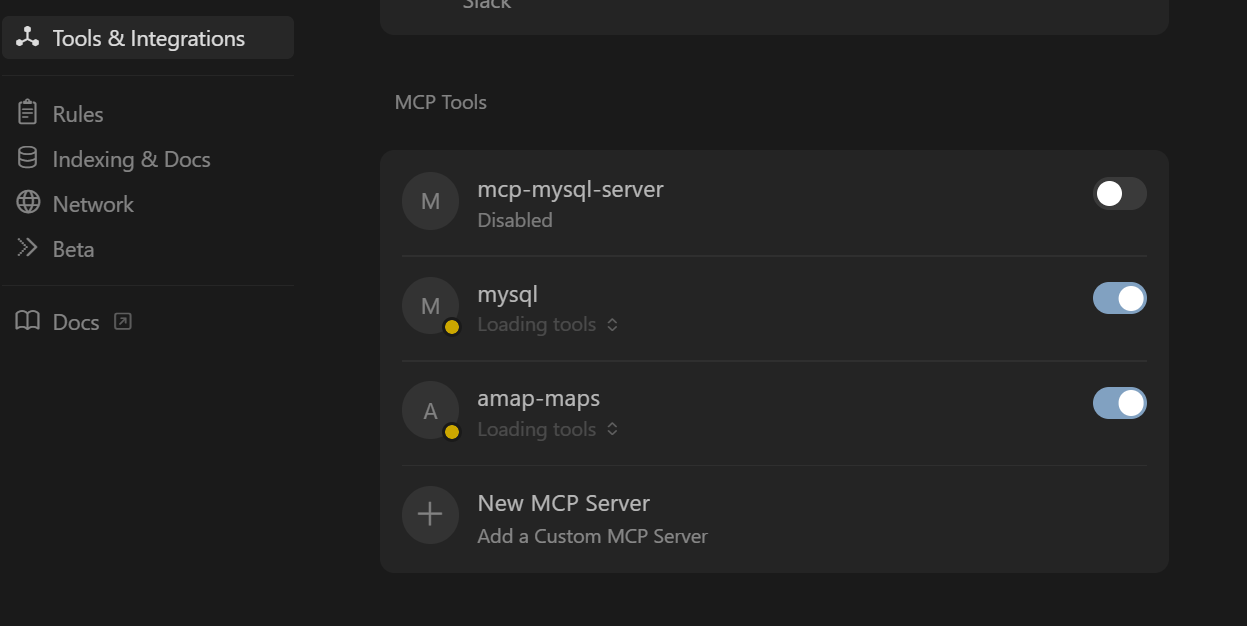 Slack
Tools & Integrations
Rules
Indexing & Docs
Network
Beta
Docs
MCP Tools
M
mcp-mysql-server
Disabled
M
mysql
Loading tools
A
amap-maps
Loading tools
New MCP Server
Add a Custom MCP Server